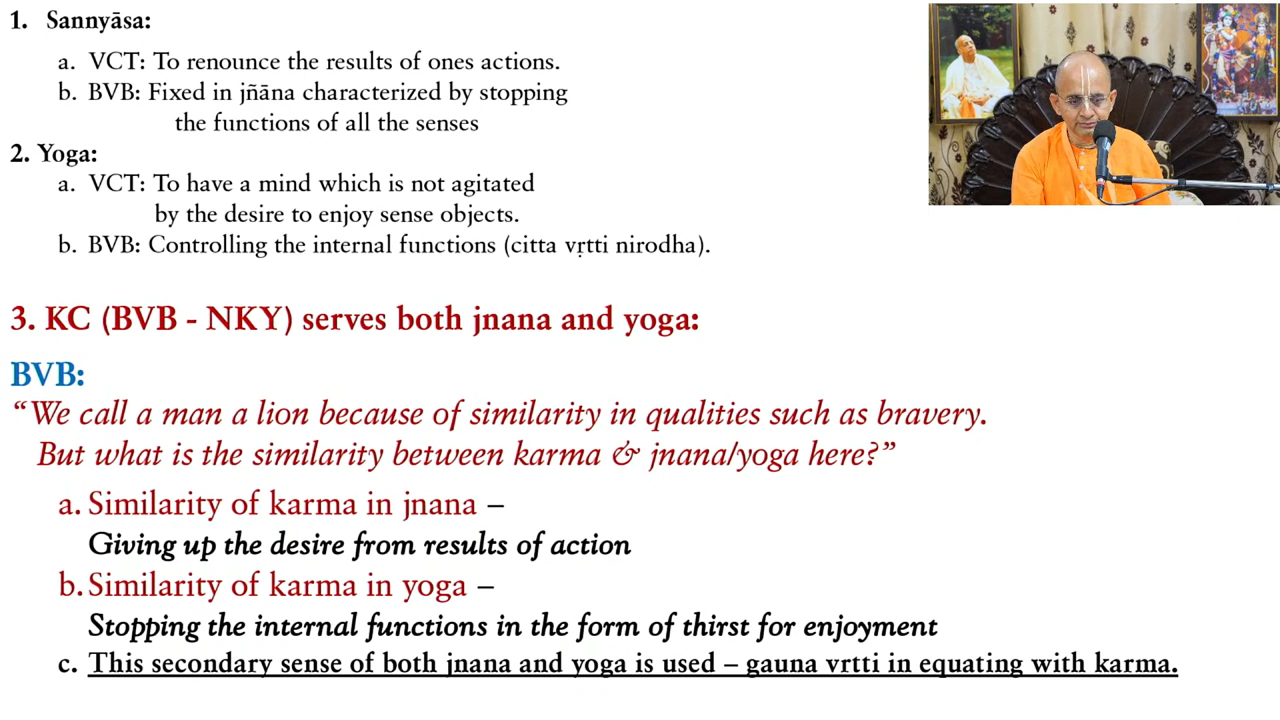 1. Sannyāsa:
a. VCT: To renounce the results of ones actions.
b. BVB: Fixed in jñāna characterized by stopping
the functions of all the senses
2. Yoga:
a. VCT: To have a mind which is not agitated
by the desire to enjoy sense objects.
b. BVB: Controlling the internal functions (citta vṛtti nirodha).
3. KC (BVB - NKY) serves both jnana and yoga:
BVB:
“We call a man a lion because of similarity in qualities such as bravery.
But what is the similarity between karma & jnana/yoga here?”
a. Similarity of karma in jnana –
Giving up the desire from results of action
b. Similarity of karma in yoga –
Stopping the internal functions in the form of thirst for enjoyment
c. This secondary sense of both jnana and yoga is used – gauna vrtti in equating with karma.